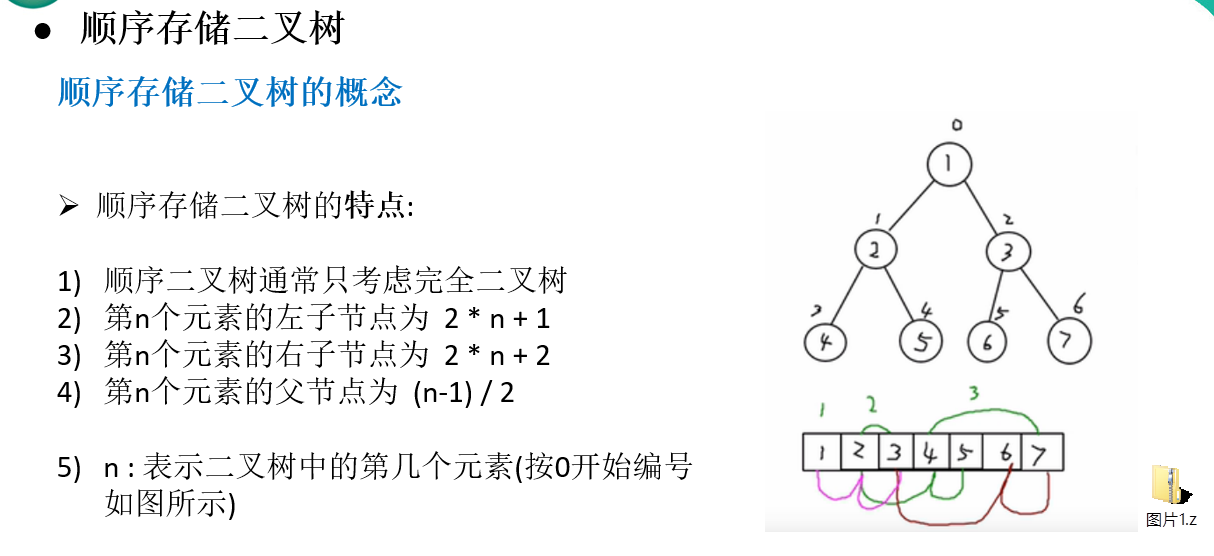 ● 顺序存储二叉树
顺序存储二叉树的概念
➢ 顺序存储二叉树的特点:
1) 顺序二叉树通常只考虑完全二叉树
2) 第n个元素的左子节点为 2 * n + 1
3) 第n个元素的右子节点为 2 * n + 2
4) 第n个元素的父节点为 (n-1) / 2
5) n : 表示二叉树中的第几个元素(按0开始编号
如图所示)
0
1
1 2
2 3
3 4 5 6
4 5 6 7
1 2 3
1 2 3 4 5 6 7
图片1.z